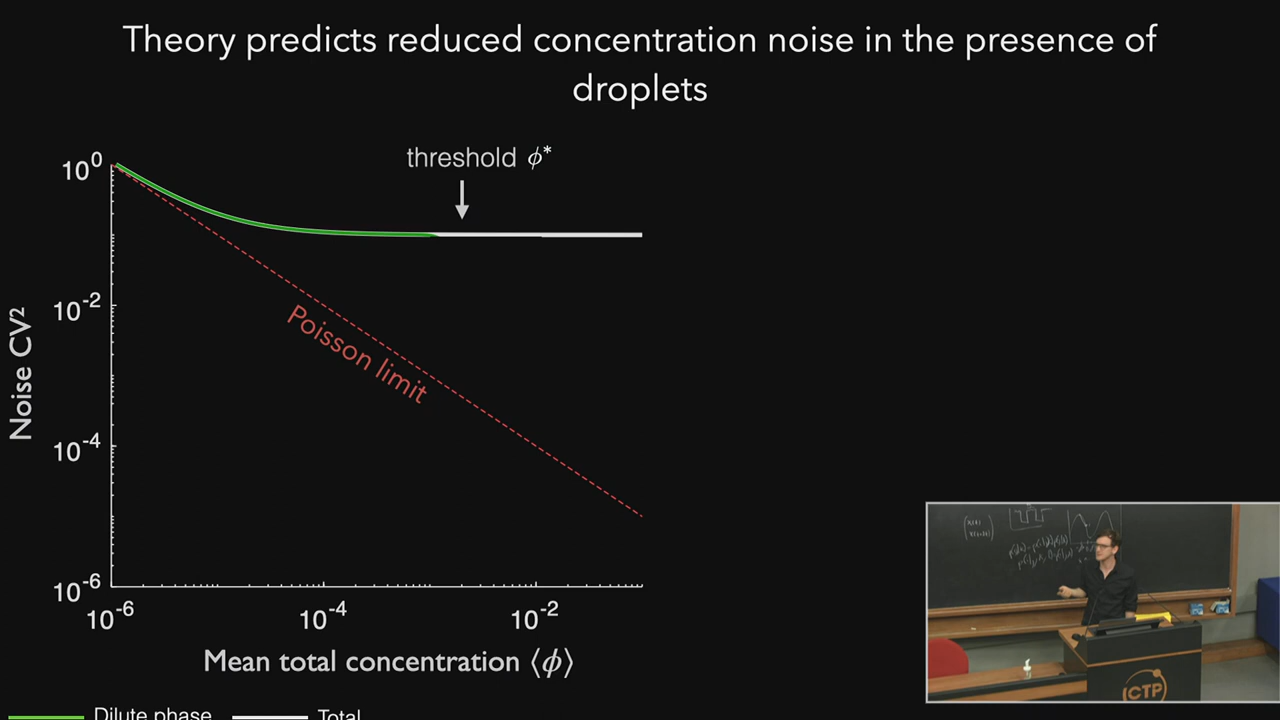 Theory predicts reduced concentration noise in the presence of
droplets
threshold ϕ*
10⁰
10⁻²
10⁻⁴
10⁻⁶
Noise CV²
Poisson limit
10⁻⁶
10⁻⁴
10⁻²
Mean total concentration ⟨ϕ⟩
Dilute phase
Total
ICTP